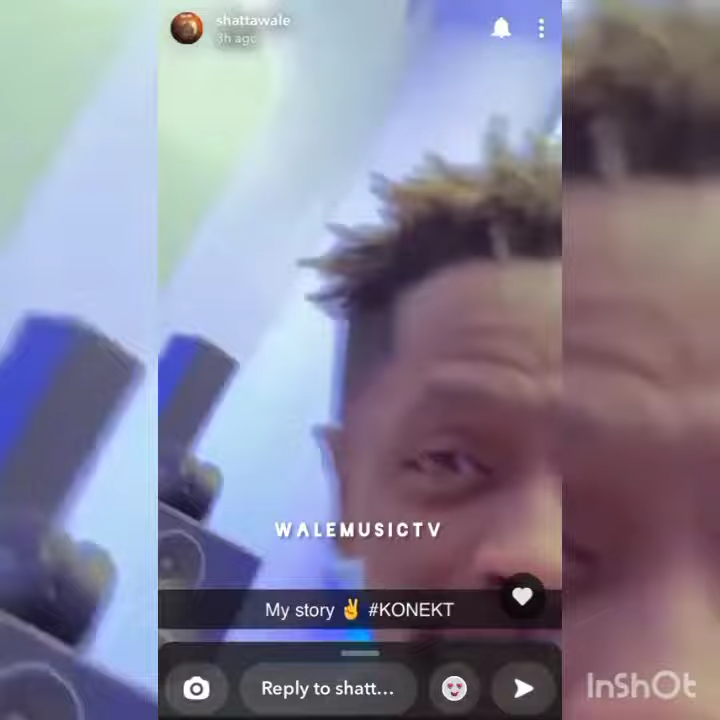 shattawale
3h ago
WALEMUSICTV
My story ✌️ #KONEKT
Reply to shatt...
InShOt